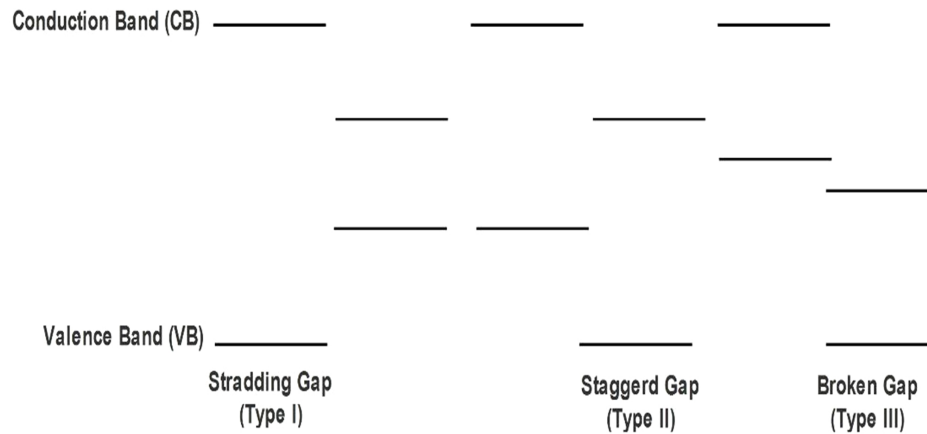 Conduction Band (CB)
Valence Band (VB)
Stradding Gap
(Type I)
Staggerd Gap
(Type II)
Broken Gap
(Type III)